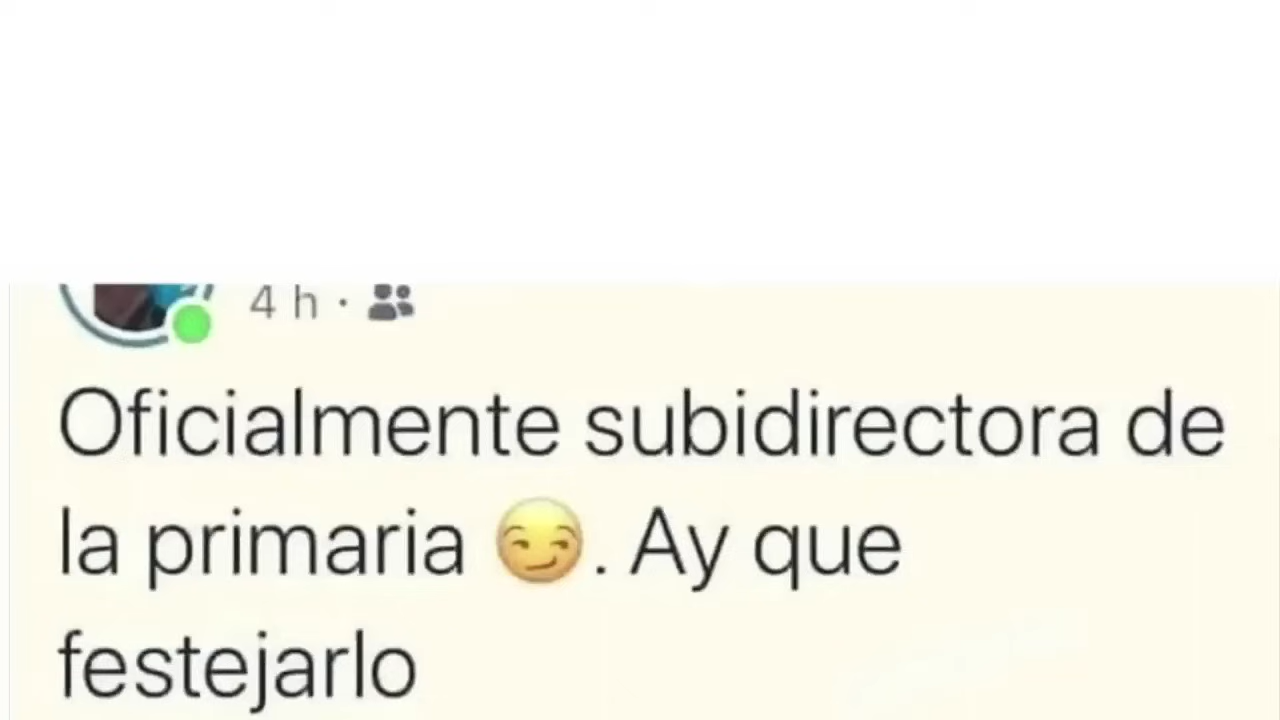 4 h ·
Oficialmente subidirectora de
la primaria 😏. Ay que
festejarlo